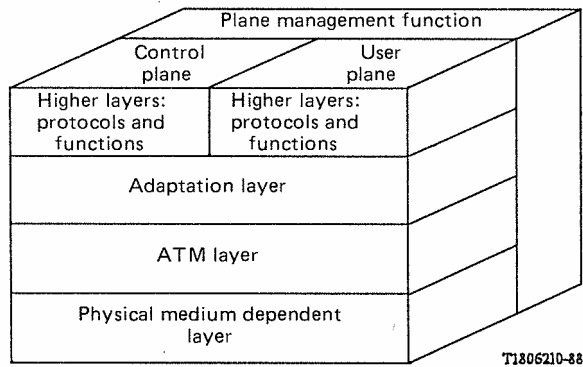 Plane management function
Control
plane
User
plane
Higher layers:
protocols and
functions
Higher layers:
protocols and
functions
Adaptation layer
ATM layer
Physical medium dependent
layer
T1806210-88